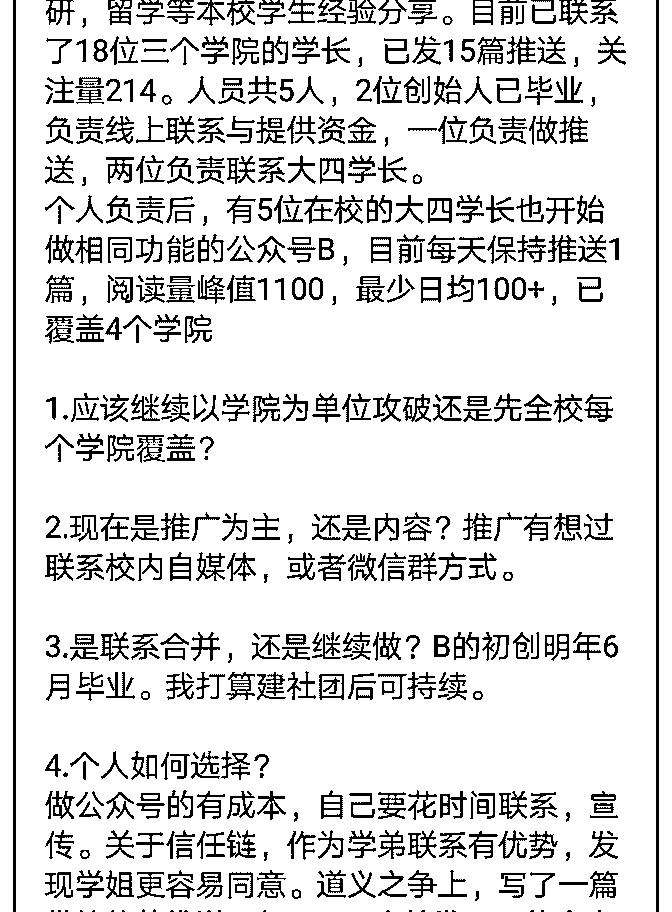 研，留学等本校学生经验分享。目前已联系
了18位三个学院的学长，已发15篇推送，关
注量214。人员共5人，2位创始人已毕业，
负责线上联系与提供资金，一位负责做推
送，两位负责联系大四学长。
个人负责后，有5位在校的大四学长也开始
做相同功能的公众号B，目前每天保持推送1
篇，阅读量峰值1100，最少日均100+，已
覆盖4个学院
1.应该继续以学院为单位攻破还是先全校每
个学院覆盖？
2.现在是推广为主，还是内容？推广有想过
联系校内自媒体，或者微信群方式。
3.是联系合并，还是继续做？B的初创明年6
月毕业。我打算建社团后可持续。
4.个人如何选择？
做公众号的有成本，自己要花时间联系，宣
传。关于信任链，作为学弟联系有优势，发
现学姐更容易同意。道义之争上，写了一篇